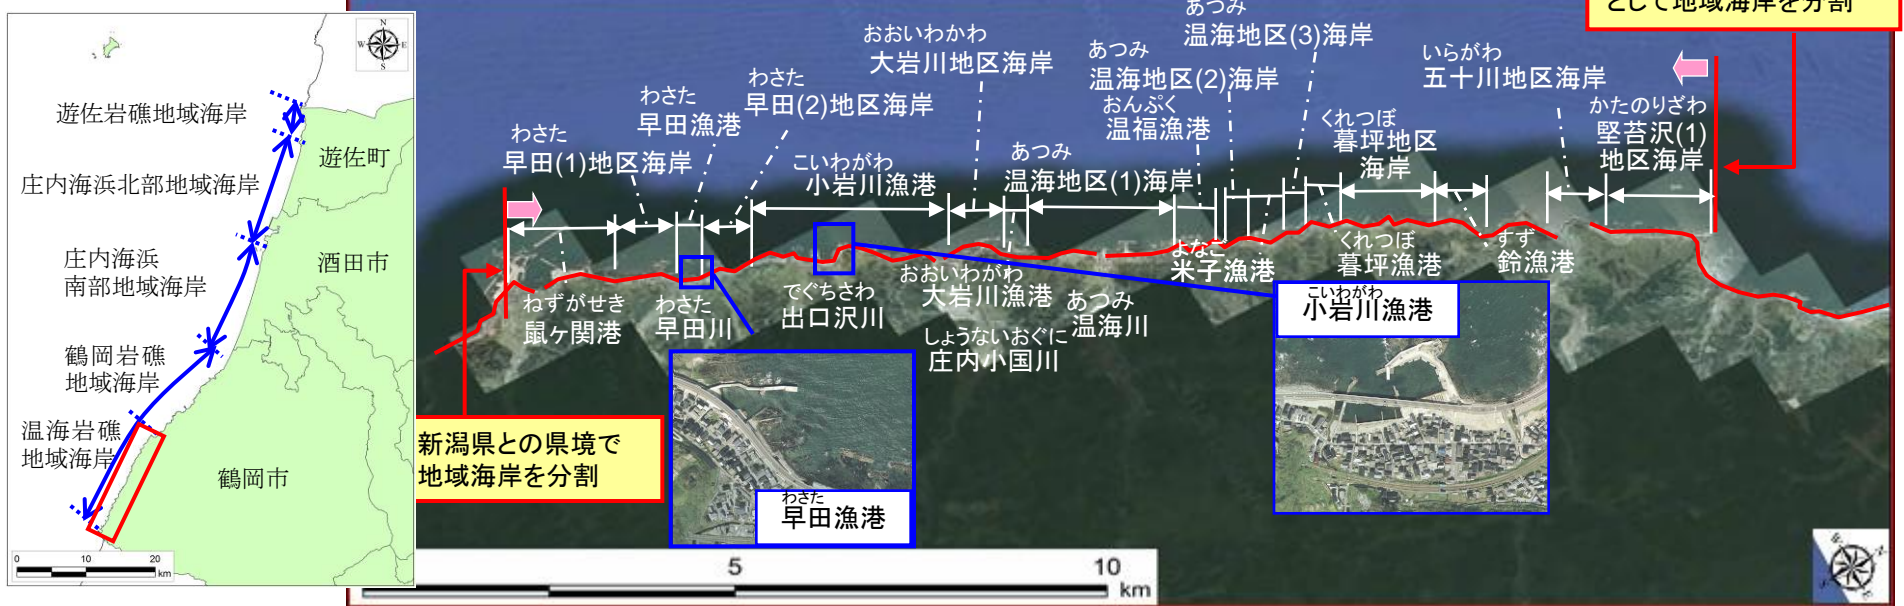 N
W
E
S
遊佐岩礁地域海岸
遊佐町
庄内海浜北部地域海岸
庄内海浜
南部地域海岸
酒田市
鶴岡岩礁
地域海岸
温海岩礁
地域海岸
鶴岡市
0 10 20
km
として地域海岸を分割
わさた
早田(1)地区海岸
わさた
早田漁港
わさた
早田(2)地区海岸
おおいわかわ
大岩川地区海岸
こいわがわ
小岩川漁港
あつみ
温海地区(1)海岸
あつみ
温海地区(2)海岸
おんぷく
温福漁港
あつみ
温海地区(3)海岸
くれつぼ
暮坪地区
海岸
いらがわ
五十川地区海岸
かたのりざわ
堅苔沢(1)
地区海岸
ねずがせき
鼠ヶ関港
わさた
早田川
でぐちさわ
出口沢川
おおいわがわ
大岩川漁港
しょうないおぐに
庄内小国川
あつみ
温海川
よなご
米子漁港
くれつぼ
暮坪漁港
すず
鈴漁港
こいわがわ
小岩川漁港
わさた
早田漁港
新潟県との県境で
地域海岸を分割
5 10
km